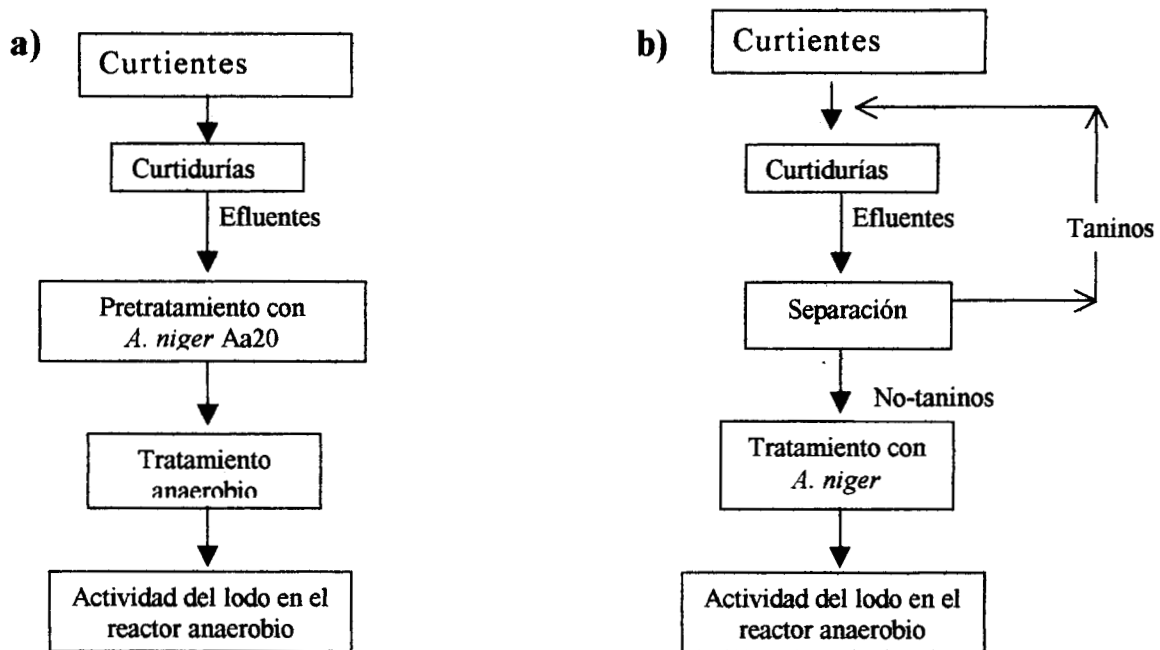 a)
Curtientes
Curtidurías
Efluentes
Pretratamiento con
A. niger Aa20
Tratamiento
anaerobio
Actividad del lodo en el
reactor anaerobio
b)
Curtientes
Curtidurías
Efluentes
Taninos
Separación
No-taninos
Tratamiento con
A. niger
Actividad del lodo en el
reactor anaerobio